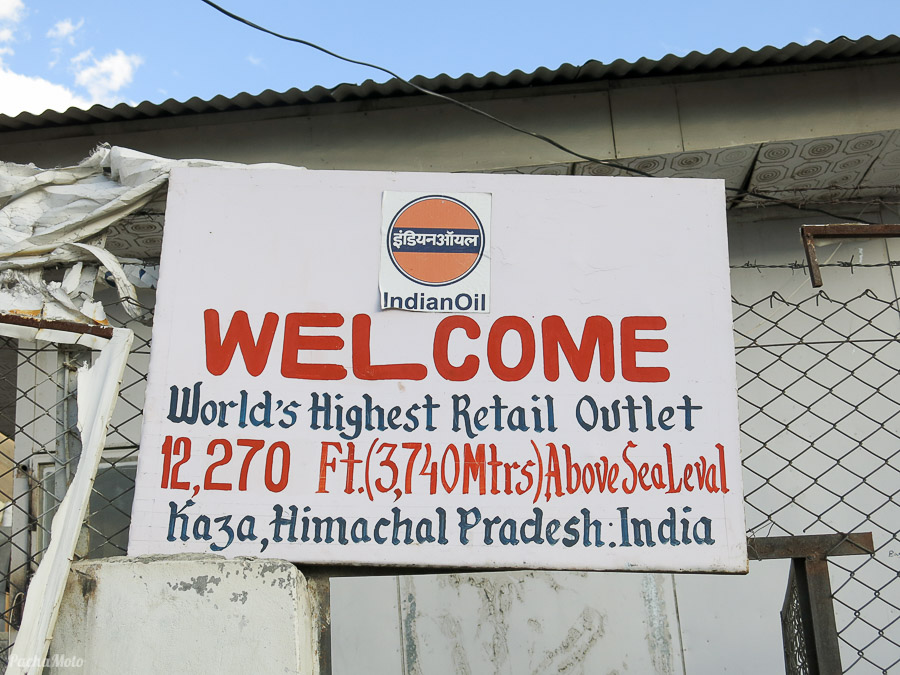 इंडियनऑयल
IndianOil
WELCOME
World's Highest Retail Outlet
12,270 Ft.(3,740Mtrs)Above Sea Leval
Kaza, Himachal Pradesh:India
PachaMoto